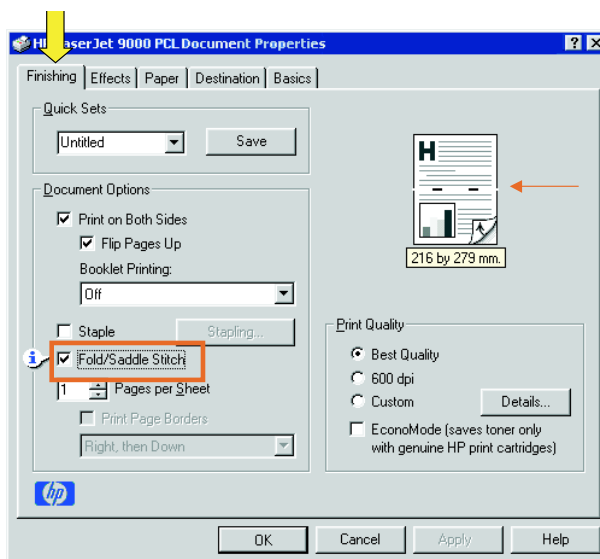 HP LaserJet 9000 PCL Document Properties
Finishing Effects Paper Destination Basics
Quick Sets
Untitled Save
Document Options
Print on Both Sides
Flip Pages Up
Booklet Printing:
Off
Staple Stapling...
Fold/Saddle Stitch
1 Pages per Sheet
Print Page Borders
Right, then Down
H
216 by 279 mm.
Print Quality
Best Quality
600 dpi
Custom Details...
EconoMode (saves toner only
with genuine HP print cartridges)
hp
OK Cancel Apply Help